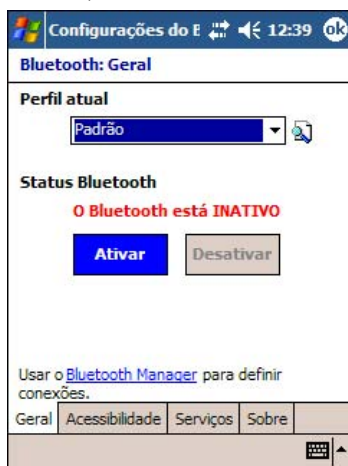 Configurações do B 12:39 ok
Bluetooth: Geral
Perfil atual
Padrão
Status Bluetooth
O Bluetooth está INATIVO
Ativar Desativar
Usar o Bluetooth Manager para definir
conexões.
Geral Acessibilidade Serviços Sobre